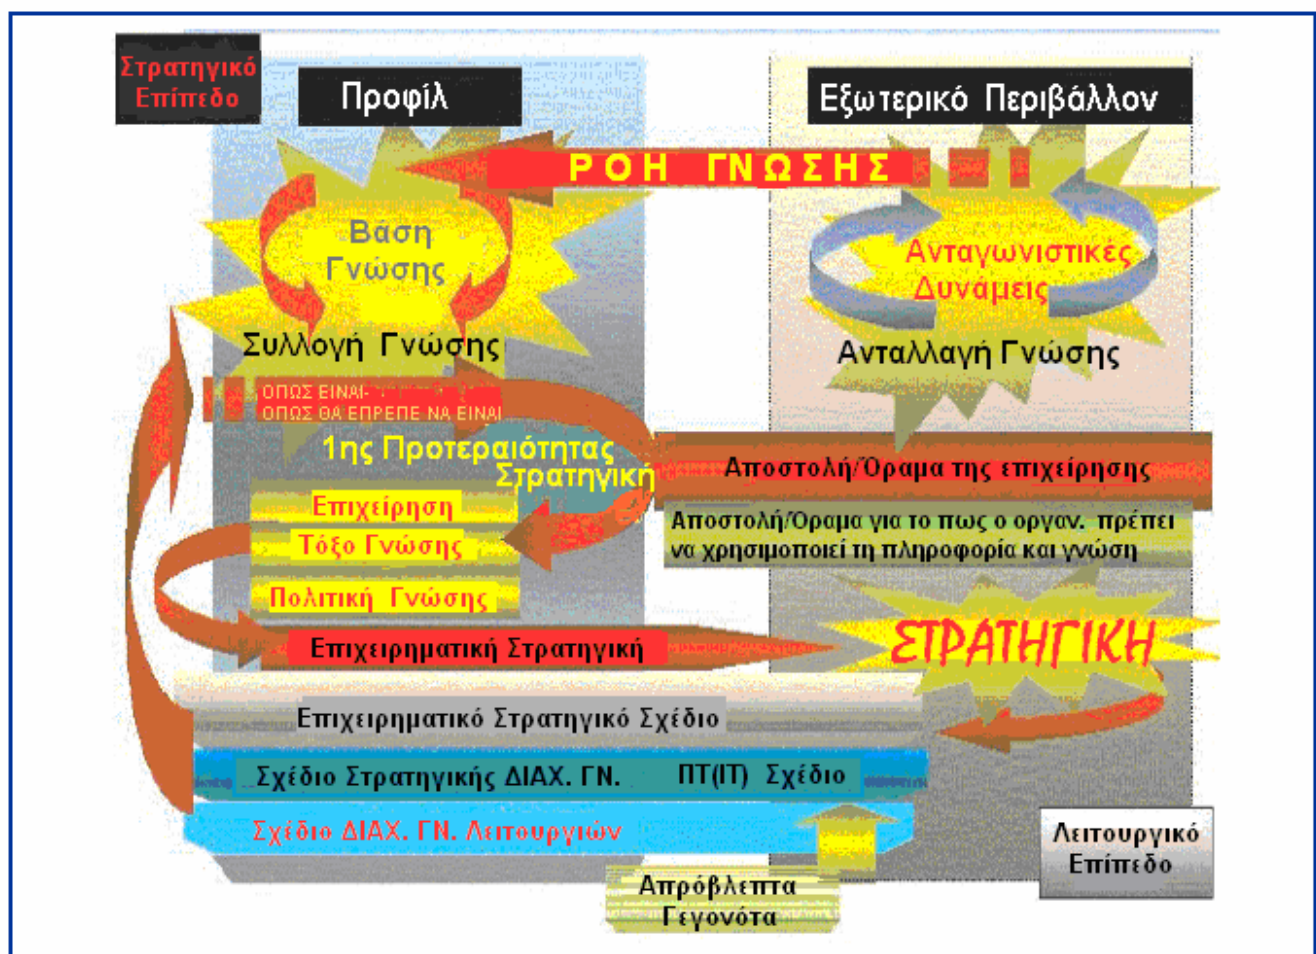 Στρατηγικό
Επίπεδο
Προφίλ
Εξωτερικό Περιβάλλον
ΡΟΗ ΓΝΩΣΗΣ
Βάση
Γνώσης
Ανταγωνιστικές
Δυνάμεις
Συλλογή Γνώσης
Ανταλλαγή Γνώσης
ΟΠΩΣ ΕΙΝΑΙ-
ΟΠΩΣ ΘΑ ΕΠΡΕΠΕ ΝΑ ΕΙΝΑΙ
1ης Προτεραιότητας
Στρατηγική
Αποστολή/Όραμα της επιχείρησης
Επιχείρηση
Τόξο Γνώσης
Πολιτική Γνώσης
Αποστολή/Όραμα για το πως ο οργαν. πρέπει
να χρησιμοποιεί τη πληροφορία και γνώση
Επιχειρηματική Στρατηγική
ΣΤΡΑΤΗΓΙΚΗ
Επιχειρηματικό Στρατηγικό Σχέδιο
Σχέδιο Στρατηγικής ΔΙΑΧ. ΓΝ. ΠΤ(ΙΤ) Σχέδιο
Σχέδιο ΔΙΑΧ. ΓΝ. Λειτουργιών
Λειτουργικό
Επίπεδο
Απρόβλεπτα
Γεγονότα